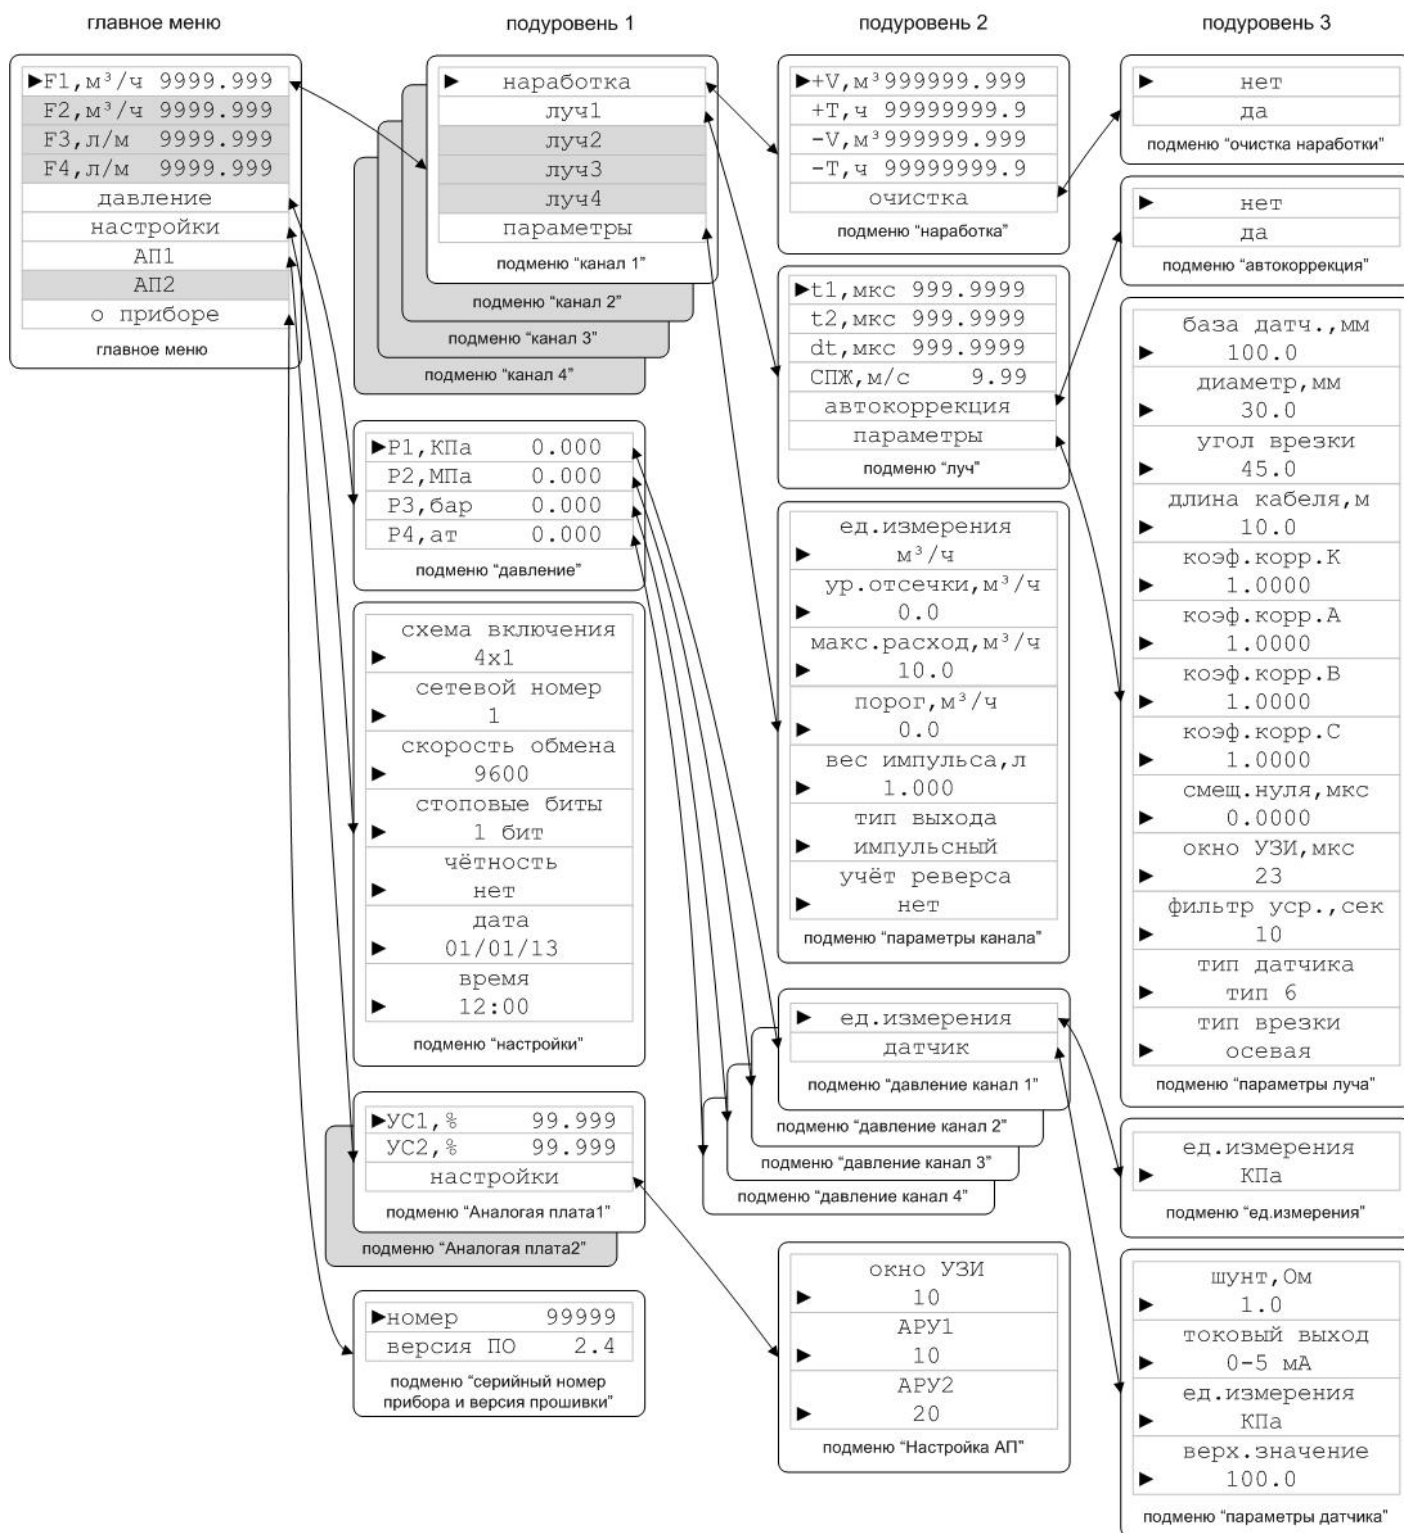 главное меню
▶F1,м³/ч 9999.999
F2,м³/ч 9999.999
F3,л/м 9999.999
F4,л/м 9999.999
давление
настройки
АП1
АП2
о приборе
главное меню
подуровень 1
▶ наработка
луч1
луч2
луч3
луч4
параметры
подменю “канал 1”
подменю “канал 2”
подменю “канал 3”
подменю “канал 4”
▶P1,КПа 0.000
P2,МПа 0.000
P3,бар 0.000
P4,ат 0.000
подменю “давление”
схема включения
▶ 4x1
сетевой номер
▶ 1
скорость обмена
▶ 9600
стоповые биты
▶ 1 бит
чётность
▶ нет
дата
▶ 01/01/13
время
▶ 12:00
подменю “настройки”
▶УС1,% 99.999
УС2,% 99.999
настройки
подменю “Аналогая плата1”
подменю “Аналогая плата2”
▶номер 99999
версия ПО 2.4
подменю “серийный номер
прибора и версия прошивки”
подуровень 2
▶+V,м³999999.999
+T,ч 99999999.9
-V,м³999999.999
-T,ч 99999999.9
очистка
подменю “наработка”
▶t1,мкс 999.9999
t2,мкс 999.9999
dt,мкс 999.9999
СПЖ,м/с 9.99
автокоррекция
параметры
подменю “луч”
ед.измерения
▶ м³/ч
ур.отсечки,м³/ч
▶ 0.0
макс.расход,м³/ч
▶ 10.0
порог,м³/ч
▶ 0.0
вес импульса,л
▶ 1.000
тип выхода
▶ импульсный
учёт реверса
▶ нет
подменю “параметры канала”
▶ ед.измерения
датчик
подменю “давление канал 1”
подменю “давление канал 2”
подменю “давление канал 3”
подменю “давление канал 4”
окно УЗИ
▶ 10
АРУ1
▶ 10
АРУ2
▶ 20
подменю “Настройка АП”
подуровень 3
▶ нет
да
подменю “очистка наработки”
▶ нет
да
подменю “автокоррекция”
база датч.,мм
▶ 100.0
диаметр,мм
▶ 30.0
угол врезки
▶ 45.0
длина кабеля,м
▶ 10.0
коэф.корр.K
▶ 1.0000
коэф.корр.A
▶ 1.0000
коэф.корр.B
▶ 1.0000
коэф.корр.C
▶ 1.0000
смещ.нуля,мкс
▶ 0.0000
окно УЗИ,мкс
▶ 23
фильтр уср.,сек
▶ 10
тип датчика
▶ тип 6
тип врезки
▶ осевая
подменю “параметры луча”
ед.измерения
▶ КПа
подменю “ед.измерения”
шунт,Ом
▶ 1.0
токовый выход
▶ 0-5 мА
ед.измерения
▶ КПа
верх.значение
▶ 100.0
подменю “параметры датчика”